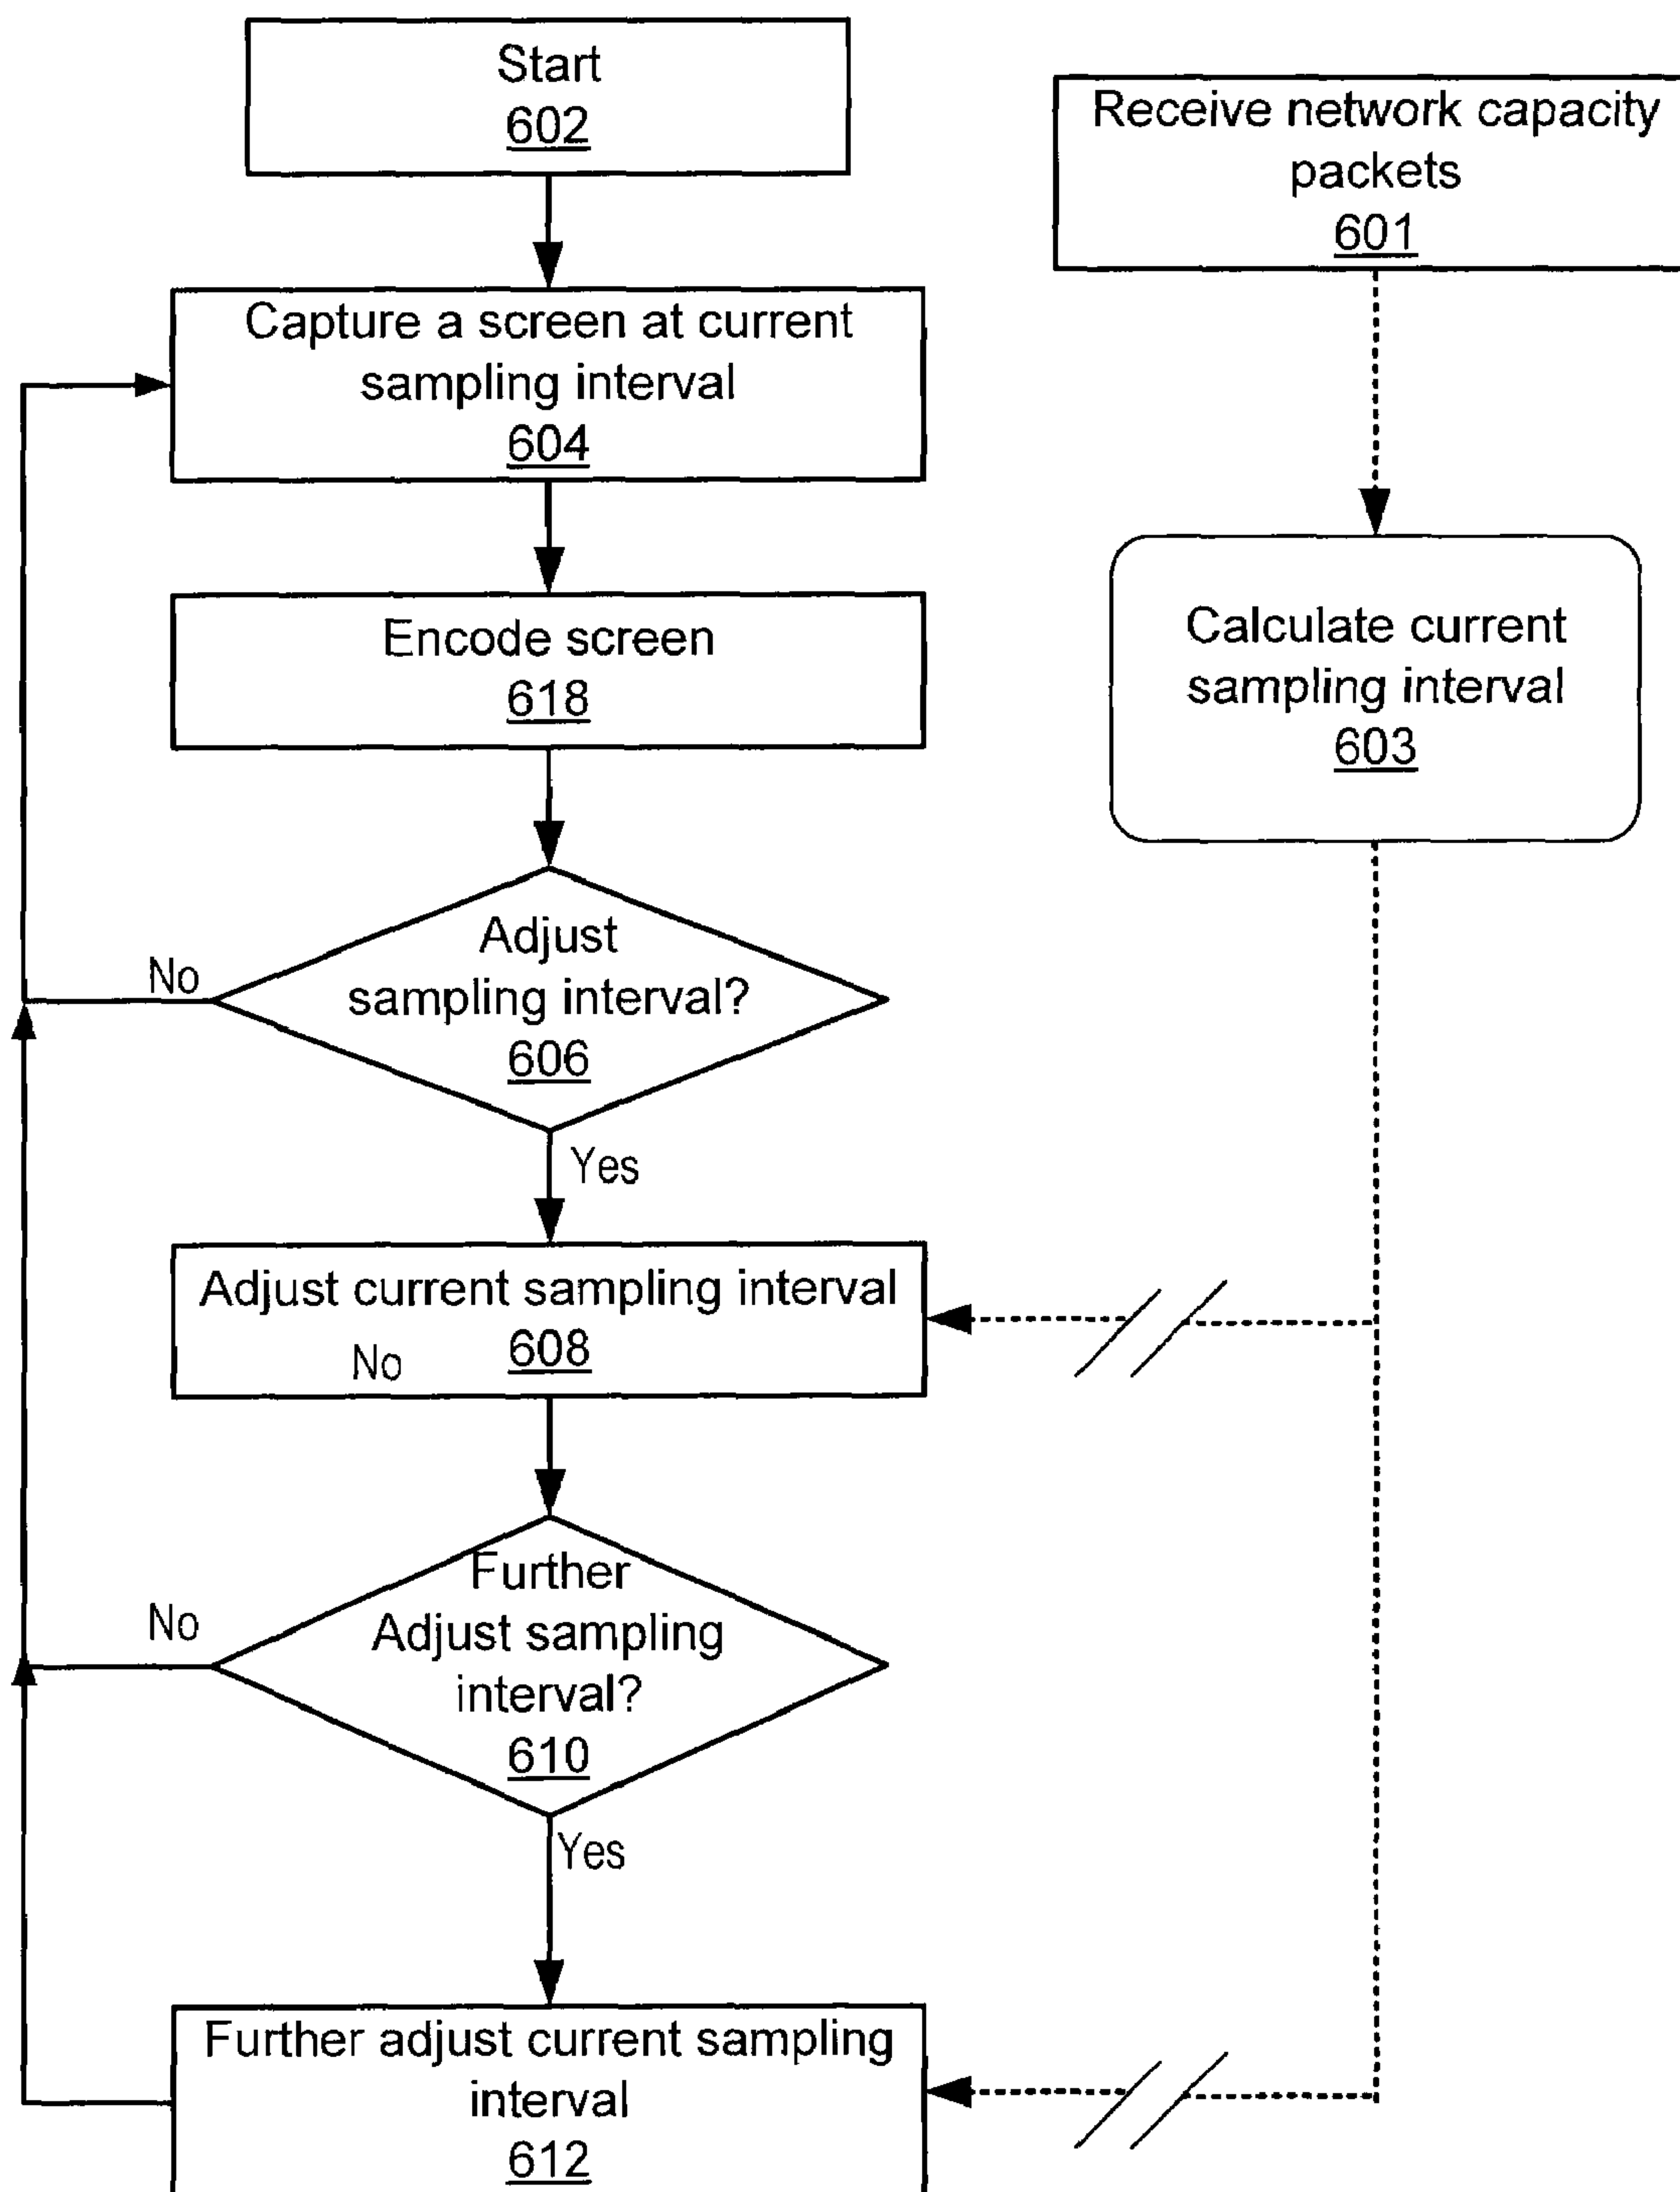 Start
602
Receive network capacity
packets
601
Capture a screen at current
sampling interval
604
Encode screen
618
Calculate current
sampling interval
603
Adjust
sampling interval?
606
No
Yes
Adjust current sampling interval
608
No
Further
Adjust sampling
interval?
610
No
Yes
Further adjust current sampling
interval
612